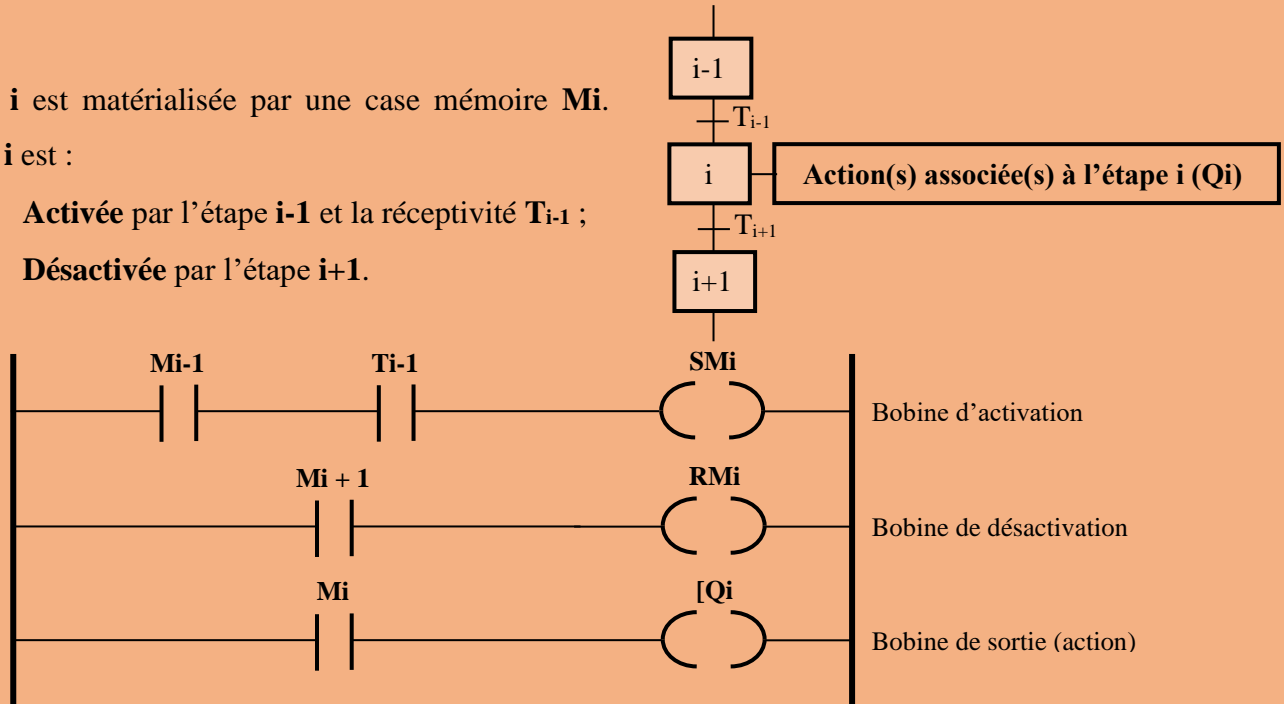 i est matérialisée par une case mémoire Mi.
i est :
Activée par l’étape i-1 et la réceptivité Ti-1 ;
Désactivée par l’étape i+1.
i-1
Ti-1
i
Action(s) associée(s) à l’étape i (Qi)
Ti+1
i+1
Mi-1 Ti-1 SMi
Bobine d’activation
Mi + 1 RMi
Bobine de désactivation
Mi [Qi
Bobine de sortie (action)